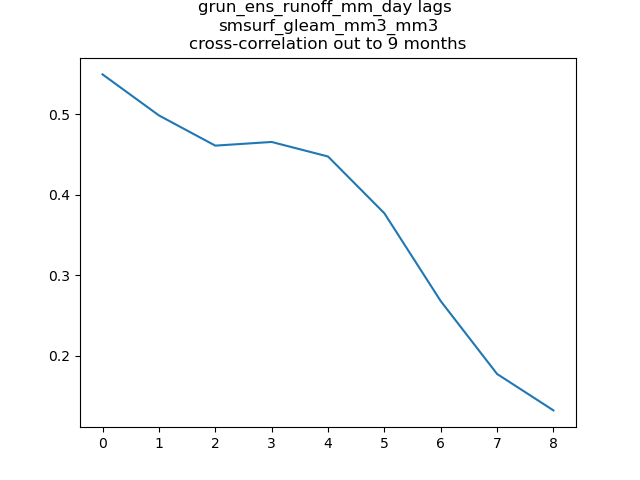 grun_ens_runoff_mm_day lags
smsurf_gleam_mm3_mm3
cross-correlation out to 9 months
0.5
0.4
0.3
0.2
0 1 2 3 4 5 6 7 8